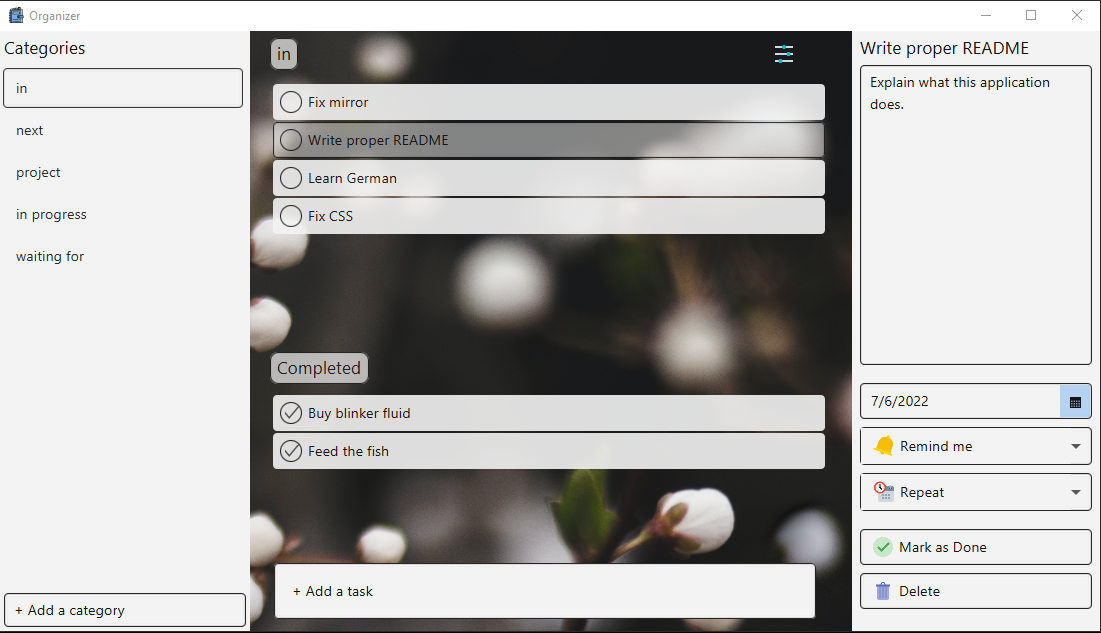 Organizer
Categories
in
next
project
in progress
waiting for
+ Add a category
in
Fix mirror
Write proper README
Learn German
Fix CSS
Completed
Buy blinker fluid
Feed the fish
+ Add a task
Write proper README
Explain what this application
does.
7/6/2022
Remind me
Repeat
Mark as Done
Delete